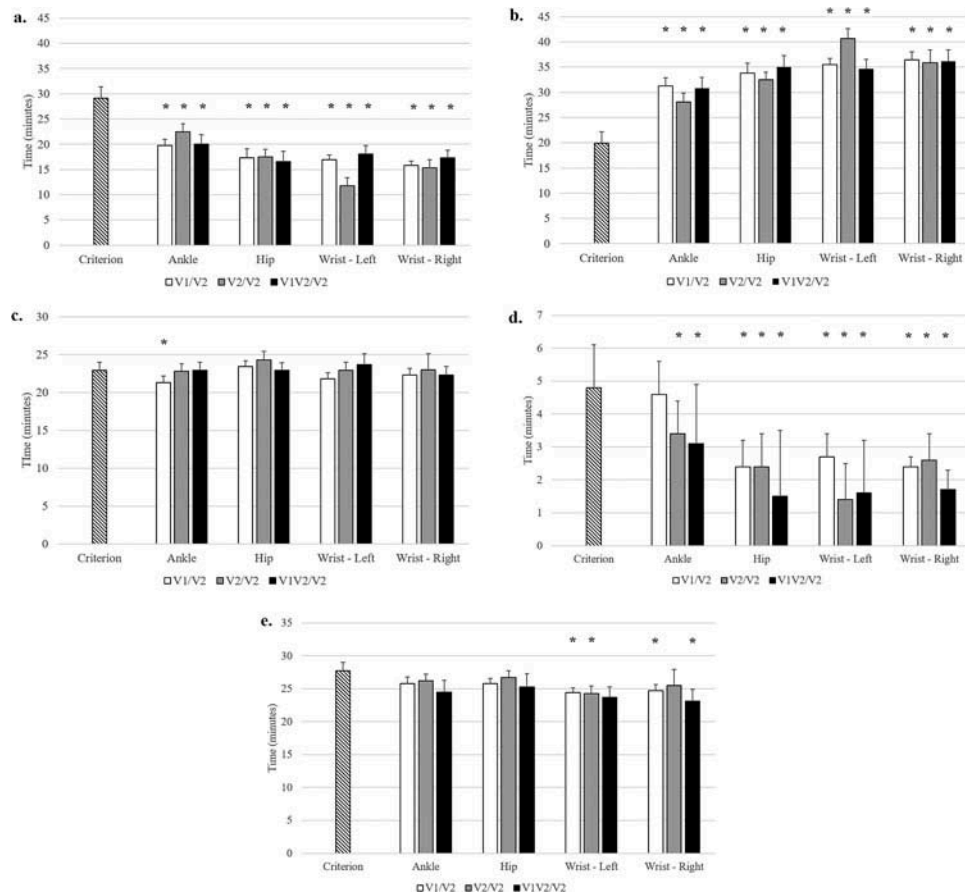 a.
45
40
35
30
25
20
15
10
5
0
Time (minutes)
* * * * * * * * * * * *
Criterion Ankle Hip Wrist - Left Wrist - Right
V1/V2 V2/V2 V1V2/V2
b.
45
40
35
30
25
20
15
10
5
0
Time (minutes)
* * * * * * * * * * * *
Criterion Ankle Hip Wrist - Left Wrist - Right
V1/V2 V2/V2 V1V2/V2
c.
30
25
20
15
10
5
0
TIme (minutes)
*
Criterion Ankle Hip Wrist - Left Wrist - Right
V1/V2 V2/V2 V1V2/V2
d.
7
6
5
4
3
2
1
0
Time (minutes)
* * * * * * * * * * *
Criterion Ankle Hip Wrist - Left Wrist - Right
V1/V2 V2/V2 V1V2/V2
e.
35
30
25
20
15
10
5
0
Time (minutes)
* * * *
Criterion Ankle Hip Wrist - Left Wrist - Right
V1/V2 V2/V2 V1V2/V2